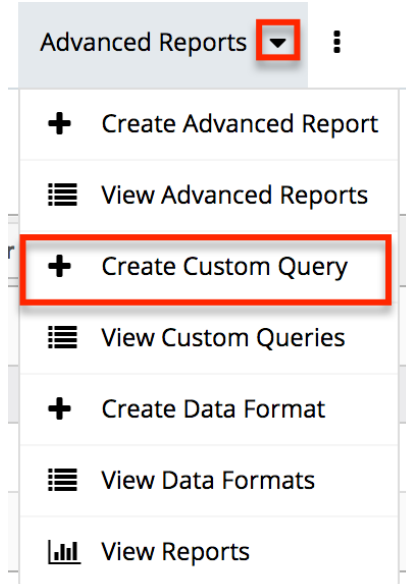 Advanced Reports
Create Advanced Report
View Advanced Reports
Create Custom Query
View Custom Queries
Create Data Format
View Data Formats
View Reports